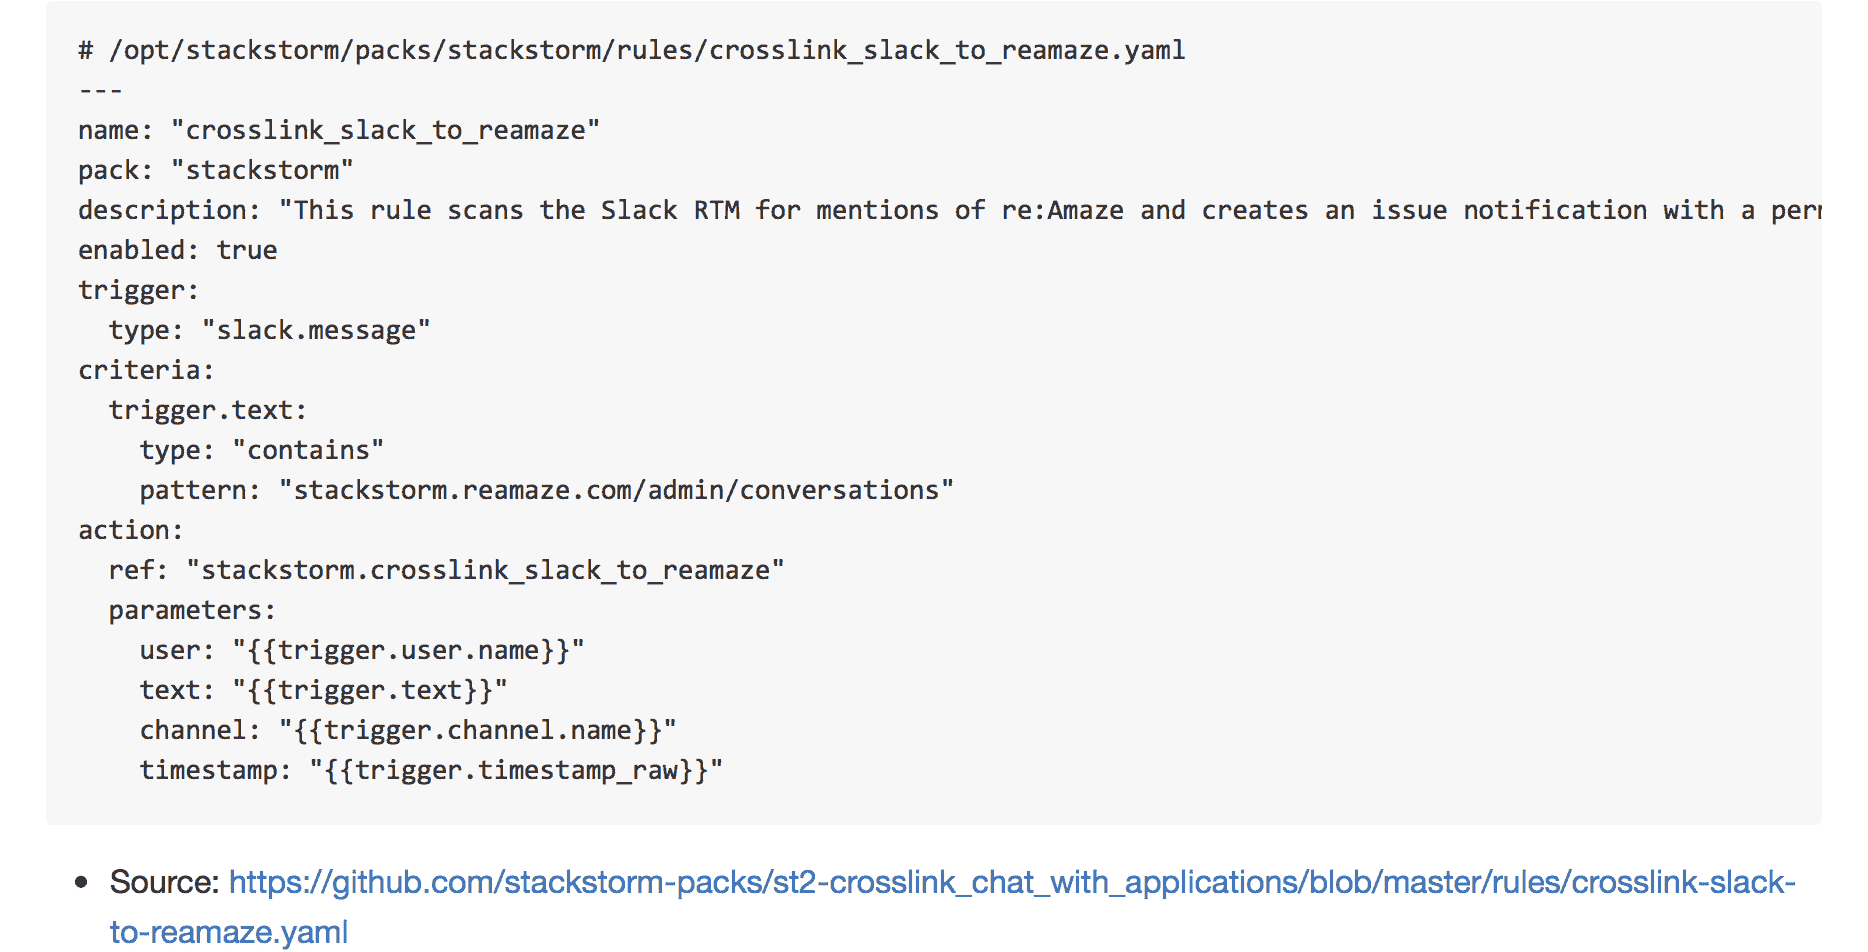 # /opt/stackstorm/packs/stackstorm/rules/crosslink_slack_to_reamaze.yaml
---
name: "crosslink_slack_to_reamaze"
pack: "stackstorm"
description: "This rule scans the Slack RTM for mentions of re:Amaze and creates an issue notification with a
enabled: true
trigger:
  type: "slack.message"
criteria:
  trigger.text:
    type: "contains"
    pattern: "stackstorm.reamaze.com/admin/conversations"
action:
  ref: "stackstorm.crosslink_slack_to_reamaze"
  parameters:
    user: "{{trigger.user.name}}"
    text: "{{trigger.text}}"
    channel: "{{trigger.channel.name}}"
    timestamp: "{{trigger.timestamp_raw}}"
• Source: https://github.com/stackstorm-packs/st2-crosslink_chat_with_applications/blob/master/rules/crosslink-slack-
to-reamaze.yaml